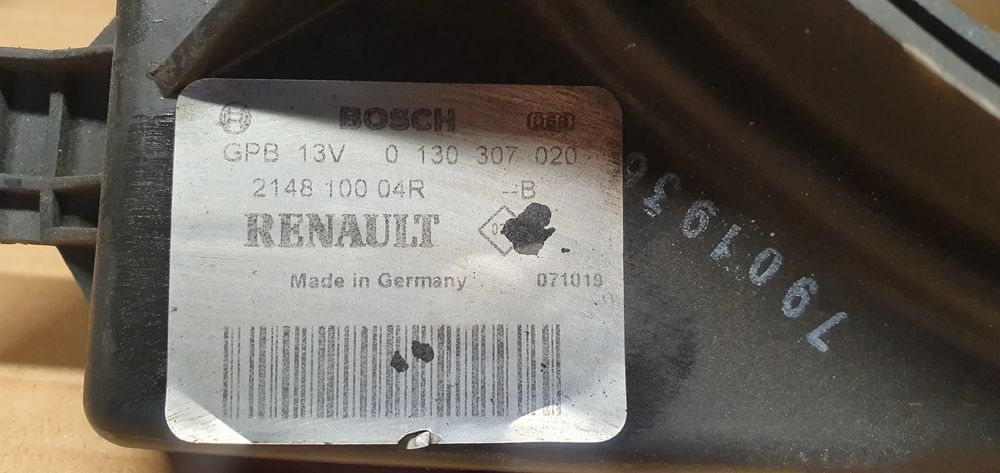 BOSCH
GPB 13V 0 130 307 020
2148 100 04R --B
RENAULT
Made in Germany 071019